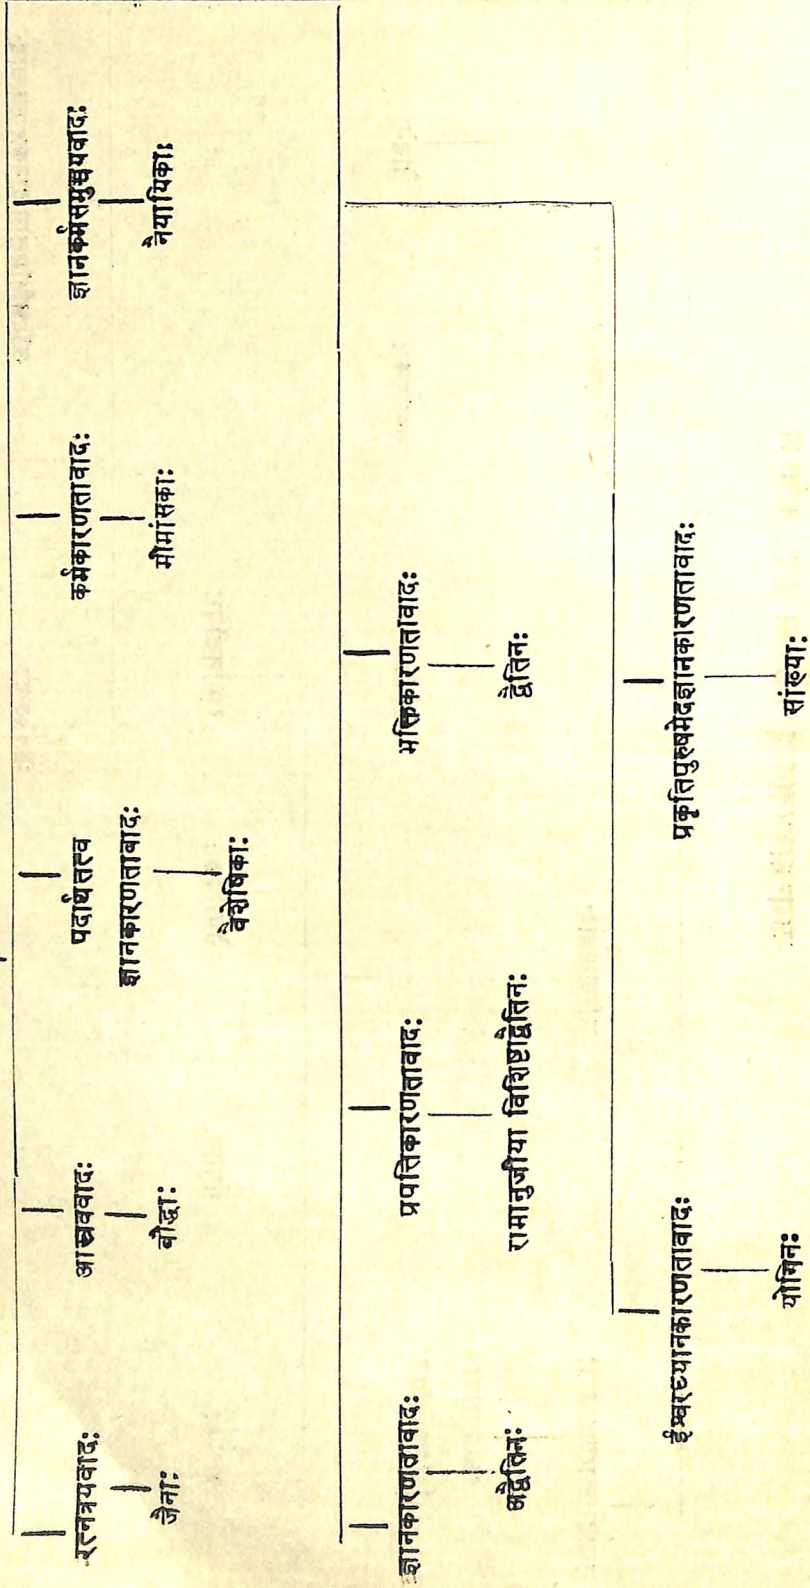 रत्नत्रयवादः
जैनाः
आस्रववादः
बौद्धाः
पदार्थतत्त्व
ज्ञानकारणतावादः
वैशेषिकाः
कर्मकारणतावादः
मीमांसकाः
ज्ञानकर्मसमुच्चयवादः
नैयायिकाः
ज्ञानकारणतावादः
अद्वैतिनः
प्रपत्तिकारणतावादः
रामानुजीया विशिष्टाद्वैतिनः
भक्तिकारणतावादः
द्वैतिनः
ईश्वरध्यानकारणतावादः
योगिनः
प्रकृतिपुरुषभेदज्ञानकारणतावादः
सांख्याः